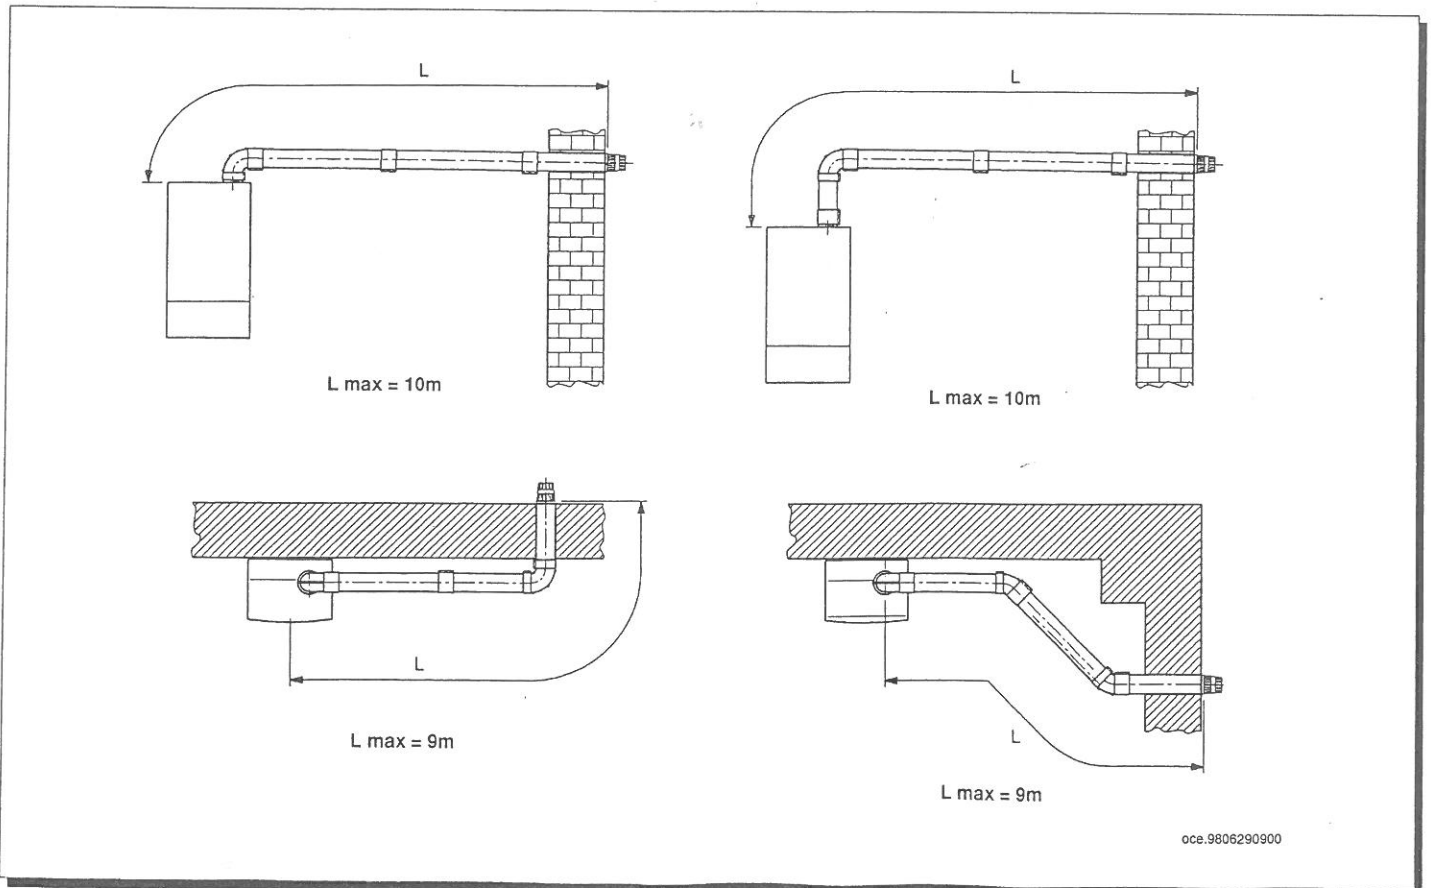 L
L
L max = 10m
L max = 10m
L
L max = 9m
L
L max = 9m
oce.9806290900